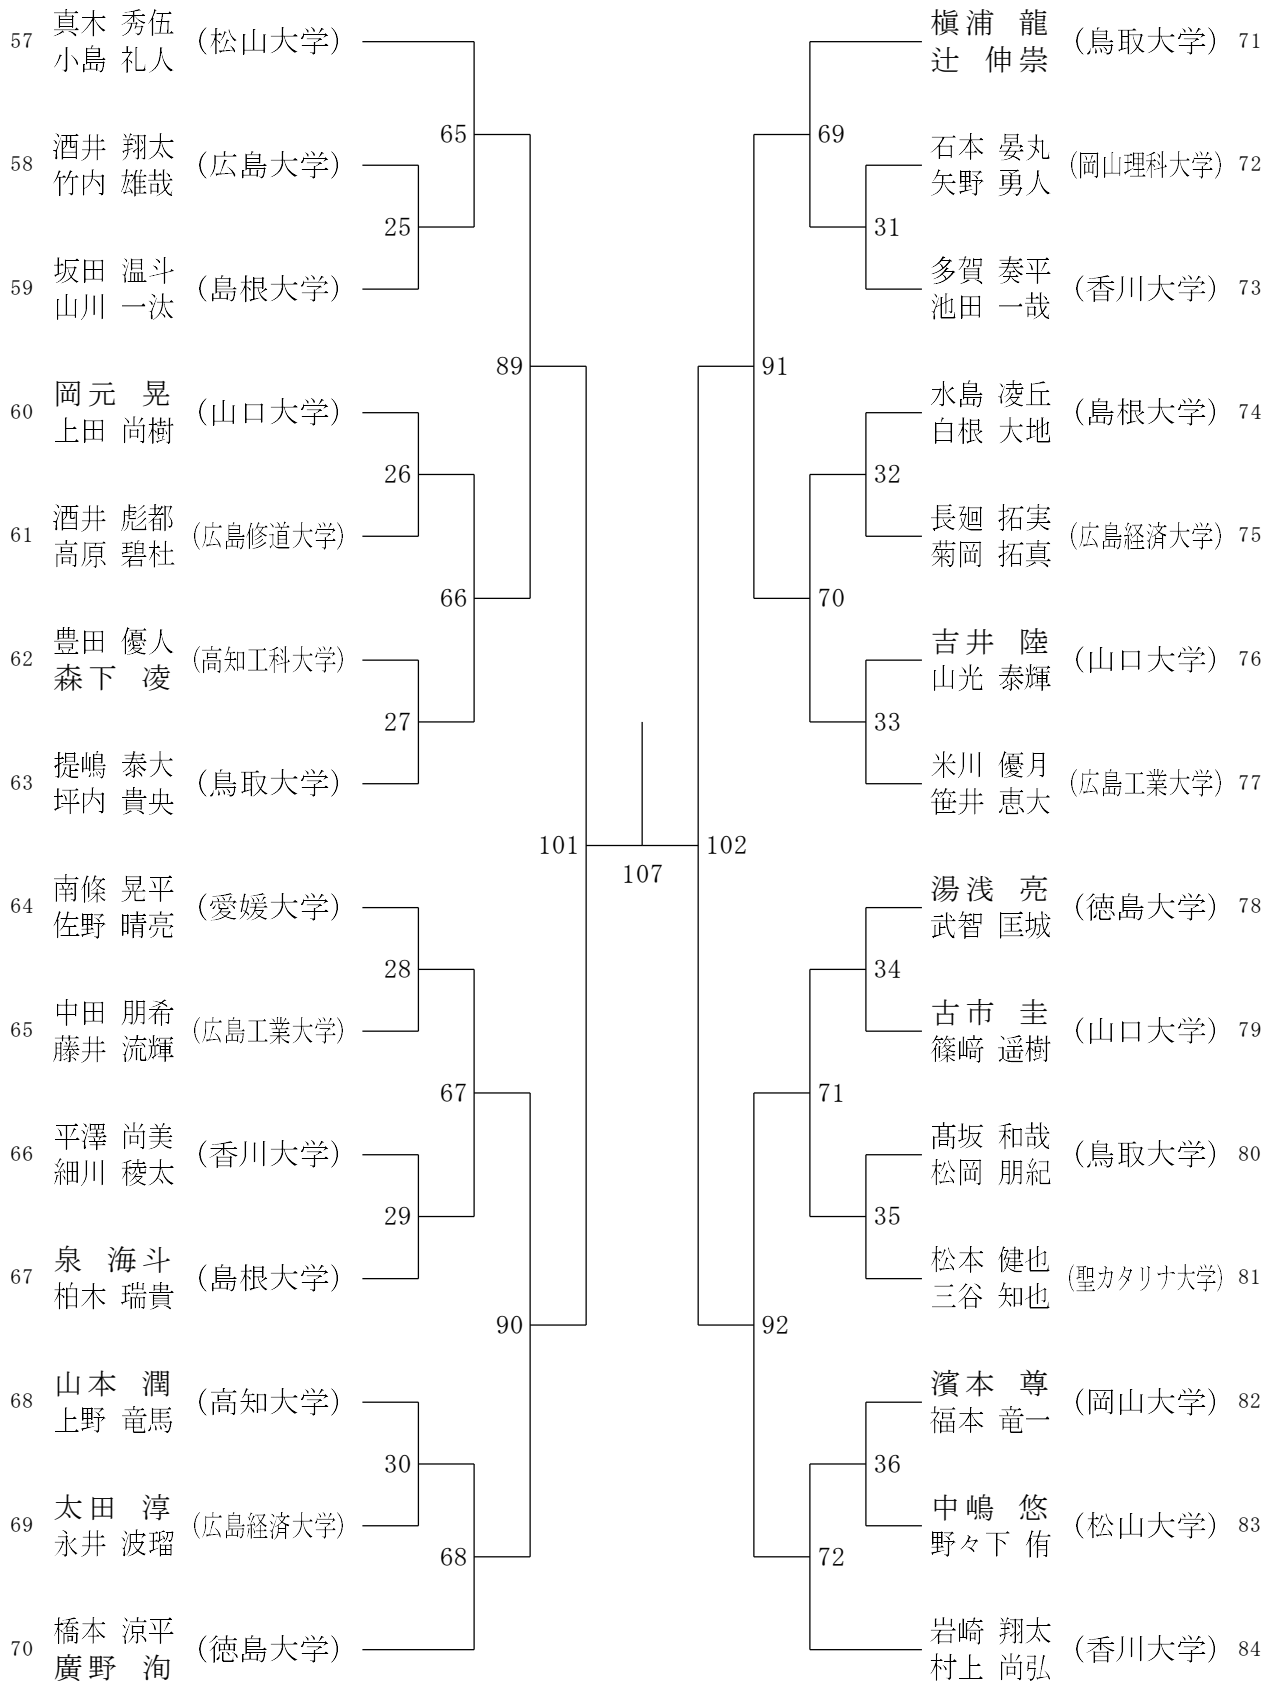 57 真木 秀伍 (松山大学)
小島 礼人
65
58 酒井 翔太 (広島大学)
竹内 雄哉
25
59 坂田 温斗 (島根大学)
山川 一汰
89
60 岡元 晃 (山口大学)
上田 尚樹
26
61 酒井 彪都 (広島修道大学)
高原 碧杜
66
62 豊田 優人 (高知工科大学)
森下 凌
27
63 提嶋 泰大 (鳥取大学)
坪内 貴央
101
64 南條 晃平 (愛媛大学)
佐野 晴亮
28
65 中田 朋希 (広島工業大学)
藤井 流輝
67
66 平澤 尚美 (香川大学)
細川 稜太
29
67 泉 海斗 (島根大学)
柏木 瑞貴
90
68 山本 潤 (高知大学)
上野 竜馬
30
69 太田 淳 (広島経済大学)
永井 波瑠
68
70 橋本 涼平 (徳島大学)
廣野 洵
107
槇浦 龍 (鳥取大学) 71
辻 伸崇
69
石本 晏丸 (岡山理科大学) 72
矢野 勇人
31
多賀 奏平 (香川大学) 73
池田 一哉
91
水島 凌丘 (島根大学) 74
白根 大地
32
長廻 拓実 (広島経済大学) 75
菊岡 拓真
70
吉井 陸 (山口大学) 76
山光 泰輝
33
米川 優月 (広島工業大学) 77
笹井 恵大
102
湯浅 亮 (徳島大学) 78
武智 匡城
34
古市 圭 (山口大学) 79
篠﨑 遥樹
71
髙坂 和哉 (鳥取大学) 80
松岡 朋紀
35
松本 健也 (聖カタリナ大学) 81
三谷 知也
92
濱本 尊 (岡山大学) 82
福本 竜一
36
中嶋 悠 (松山大学) 83
野々下 侑
72
岩崎 翔太 (香川大学) 84
村上 尚弘